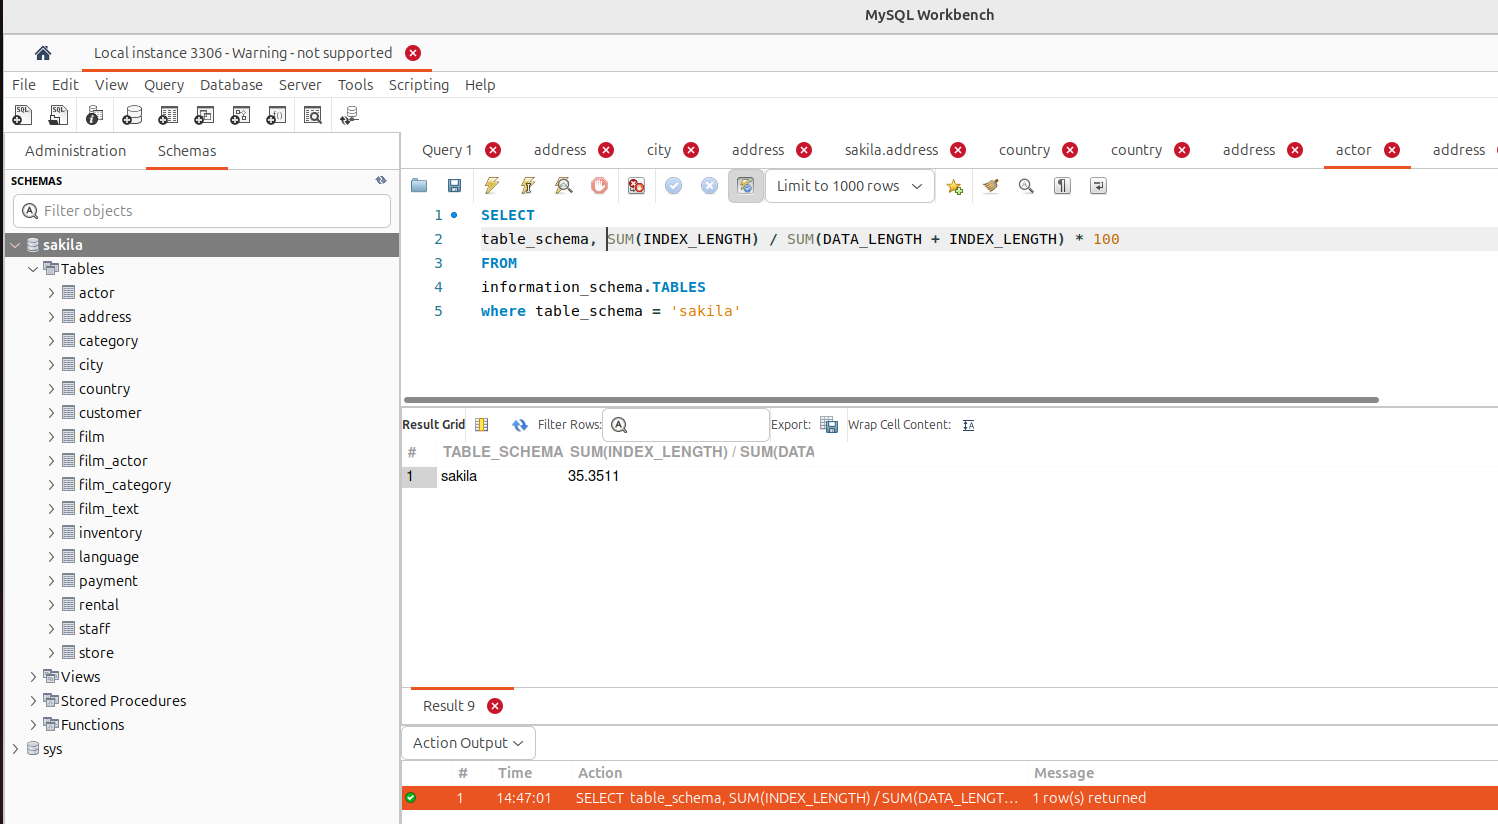 MySQL Workbench
Local instance 3306 - Warning - not supported
File Edit View Query Database Server Tools Scripting Help
Administration Schemas
SCHEMAS
Filter objects
sakila
Tables
actor
address
category
city
country
customer
film
film_actor
film_category
film_text
inventory
language
payment
rental
staff
store
Views
Stored Procedures
Functions
sys
Query 1 address city address sakila.address country country address actor address
Limit to 1000 rows
1 SELECT
2 table_schema, SUM(INDEX_LENGTH) / SUM(DATA_LENGTH + INDEX_LENGTH) * 100
3 FROM
4 information_schema.TABLES
5 where table_schema = 'sakila'
Result Grid Filter Rows: Export: Wrap Cell Content:
# TABLE_SCHEMA SUM(INDEX_LENGTH) / SUM(DATA
1 sakila 35.3511
Result 9
Action Output
# Time Action Message
1 14:47:01 SELECT table_schema, SUM(INDEX_LENGTH) / SUM(DATA_LENGT... 1 row(s) returned